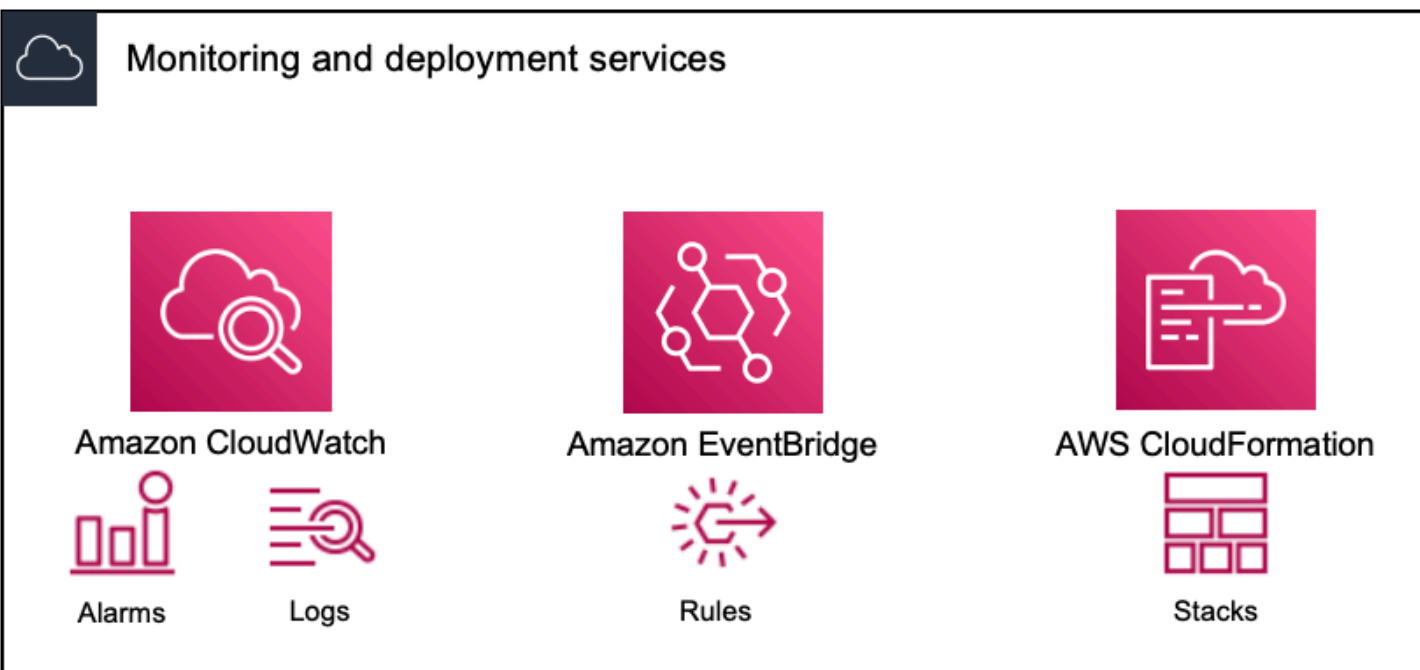 Monitoring and deployment services
Amazon CloudWatch
Amazon EventBridge
AWS CloudFormation
Alarms
Logs
Rules
Stacks